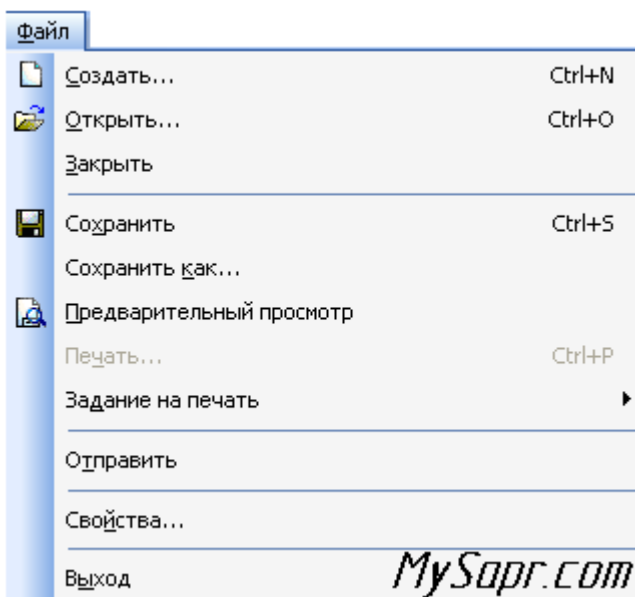 Файл
Создать... Ctrl+N
Открыть... Ctrl+O
Закрыть
Сохранить Ctrl+S
Сохранить как...
Предварительный просмотр
Печать... Ctrl+P
Задание на печать
Отправить
Свойства...
Выход
MySapr.com